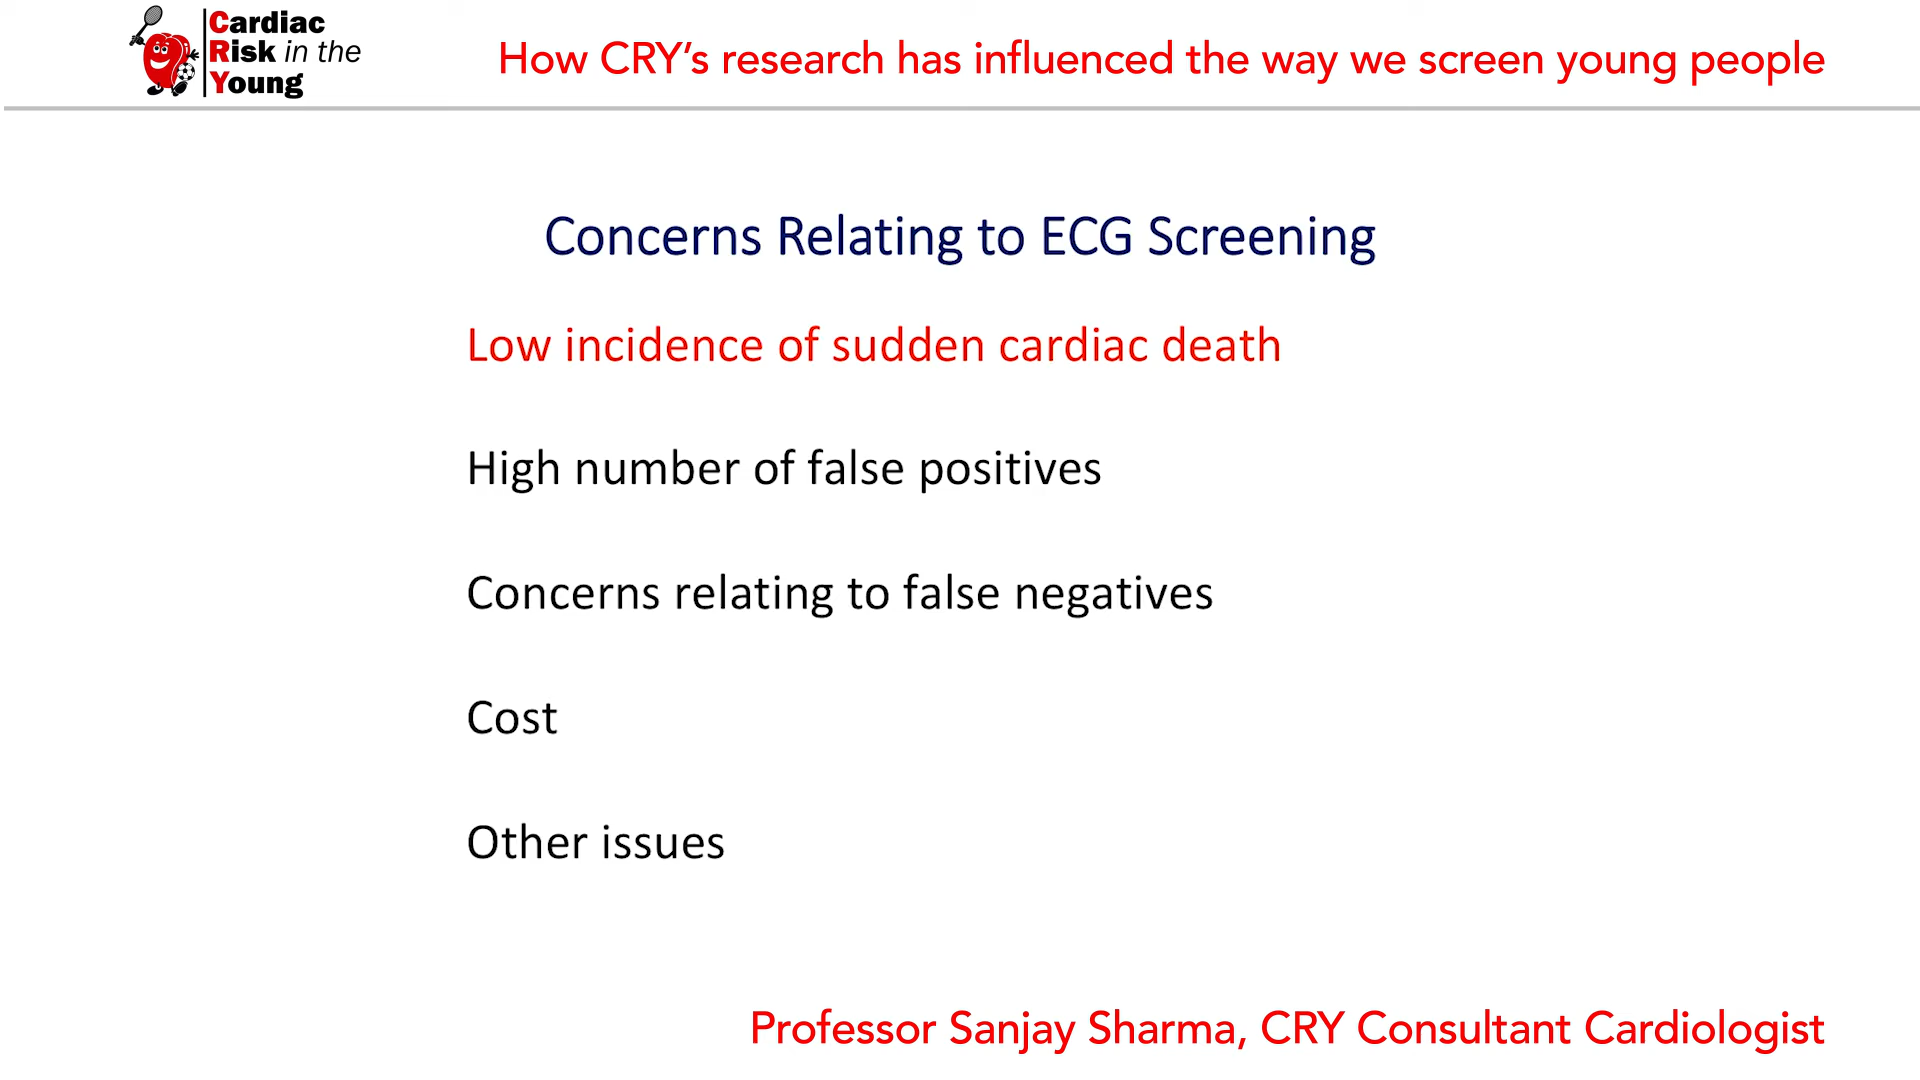 Cardiac
Risk in the
Young
How CRY’s research has influenced the way we screen young people
Concerns Relating to ECG Screening
Low incidence of sudden cardiac death
High number of false positives
Concerns relating to false negatives
Cost
Other issues
Professor Sanjay Sharma, CRY Consultant Cardiologist